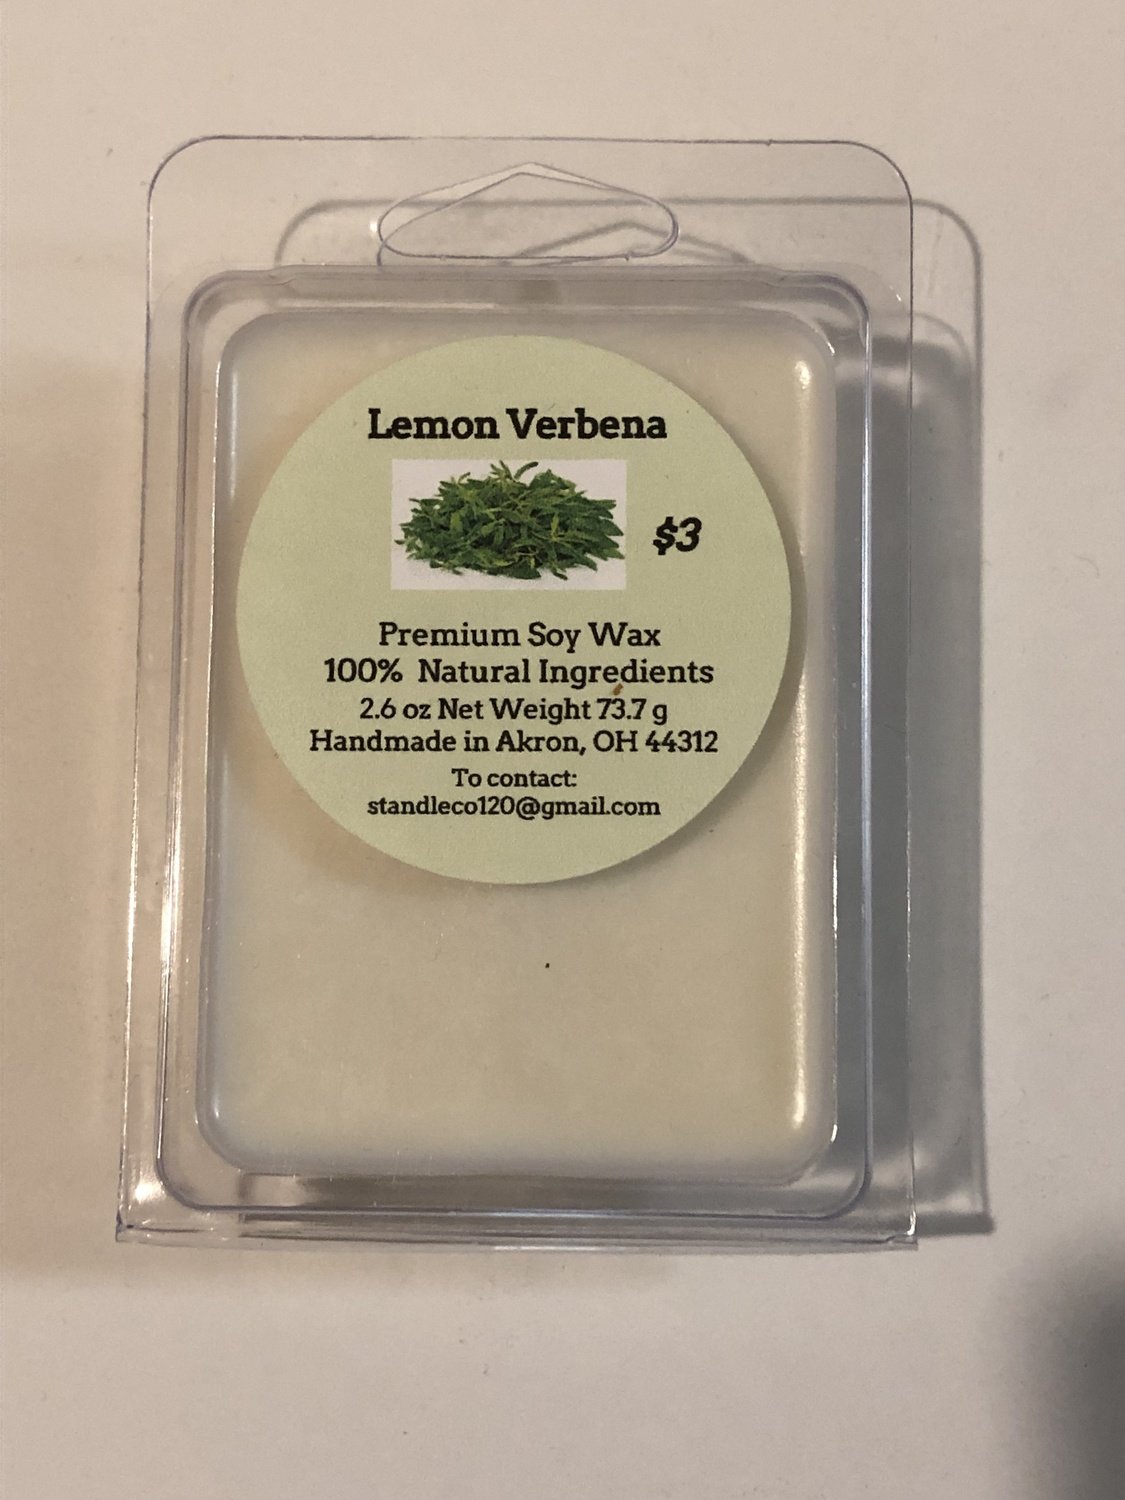 Lemon Verbena
$3
Premium Soy Wax
100% Natural Ingredients
2.6 oz Net Weight 73.7 g
Handmade in Akron, OH 44312
To contact:
standleco120@gmail.com